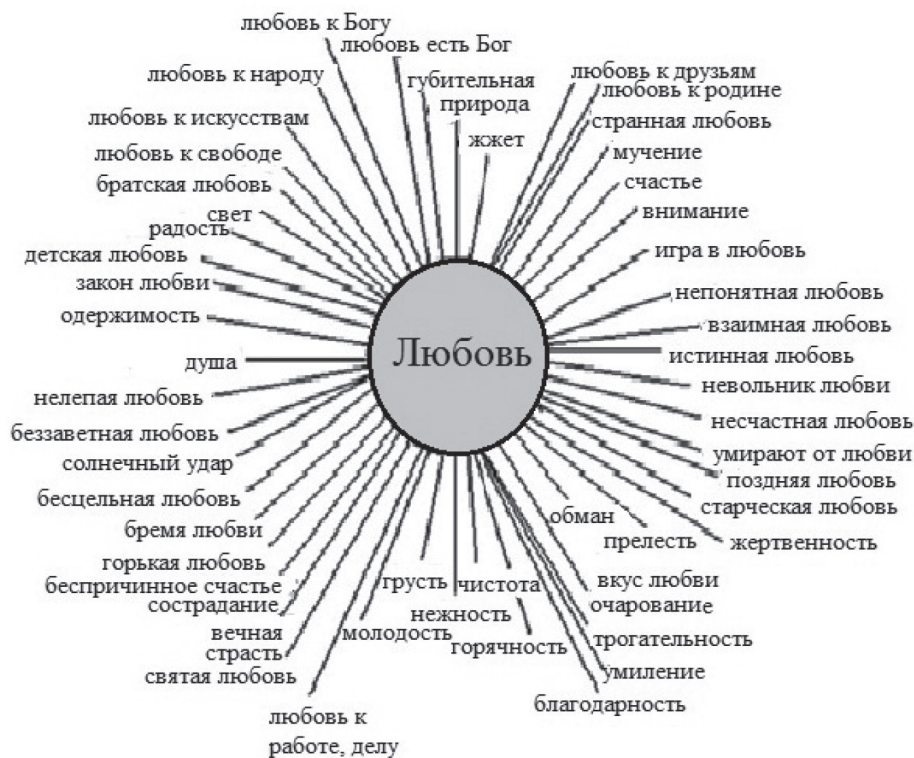 любовь к Богу
любовь есть Бог
любовь к народу
губительная
природа
любовь к искусствам
жжет
любовь к свободе
братская любовь
свет
радость
детская любовь
закон любви
одержимость
душа
нелепая любовь
беззаветная любовь
солнечный удар
бесцельная любовь
бремя любви
горькая любовь
беспричинное счастье
сострадание
вечная
страсть
святая любовь
любовь к
работе, делу
молодость
грусть
нежность
чистота
горячность
Любовь
любовь к друзьям
любовь к родине
странная любовь
мучение
счастье
внимание
игра в любовь
непонятная любовь
взаимная любовь
истинная любовь
невольник любви
несчастная любовь
умирают от любви
поздняя любовь
старческая любовь
жертвенность
прелесть
обман
вкус любви
очарование
трогательность
умиление
благодарность